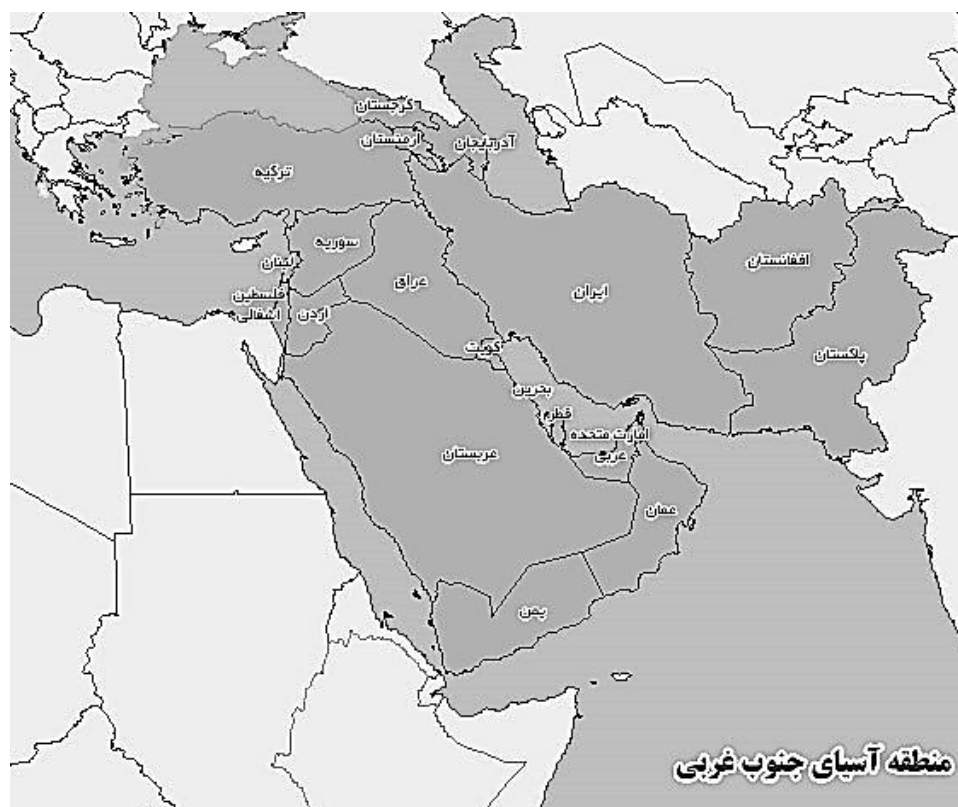 گرجستان
ارمنستان
آذربایجان
ترکیه
سوریه
لبنان
عراق
ایران
افغانستان
فلسطین
اشغالی
اردن
کویت
پاکستان
بحرین
قطر
امارت متحده
عربی
عربستان
عمان
یمن
منطقه آسیای جنوب غربی